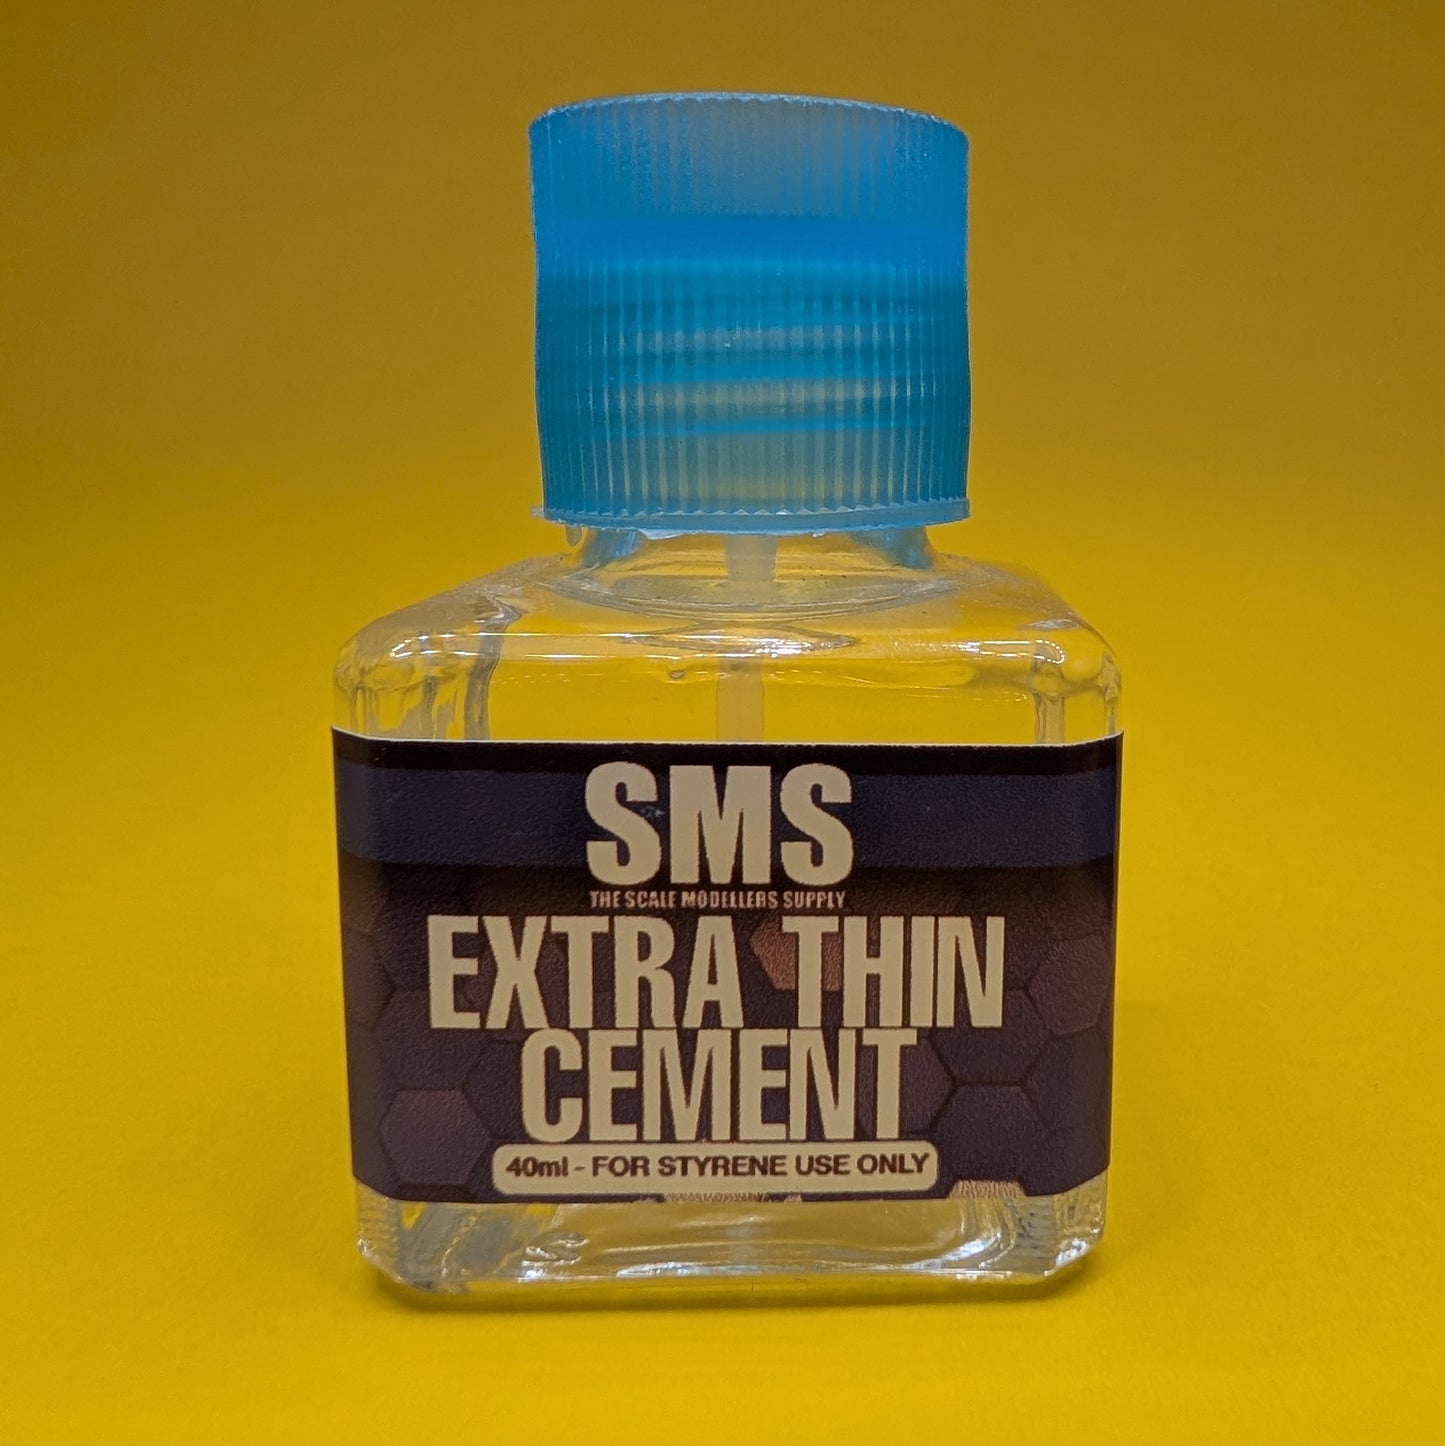 SMS
THE SCALE MODELLERS SUPPLY
EXTRA THIN
CEMENT
40ml - FOR STYRENE USE ONLY